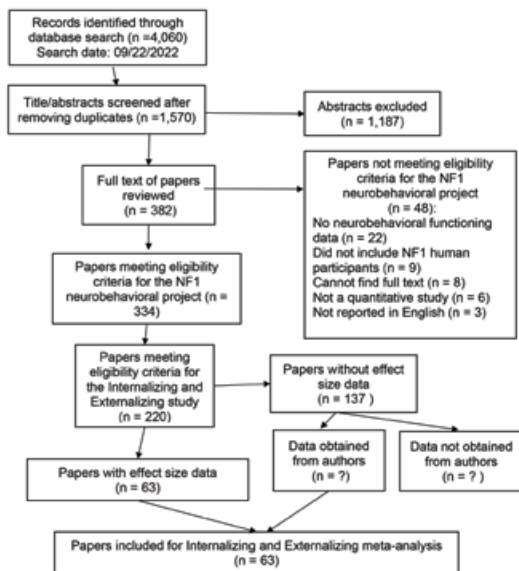 Records identified through
database search (n =4,060)
Search date: 09/22/2022
Title/abstracts screened after
removing duplicates (n =1,570)
Abstracts excluded
(n = 1,187)
Full text of papers
reviewed
(n = 382)
Papers not meeting eligibility
criteria for the NF1
neurobehavioral project
(n = 48):
No neurobehavioral functioning
data (n = 22)
Did not include NF1 human
participants (n = 9)
Cannot find full text (n = 8)
Not a quantitative study (n = 6)
Not reported in English (n = 3)
Papers meeting eligibility
criteria for the NF1
neurobehavioral project (n =
334)
Papers meeting
eligibility criteria for
the Internalizing and
Externalizing study
(n = 220)
Papers without effect
size data
(n = 137 )
Papers with effect size data
(n = 63)
Data obtained
from authors
(n = ?)
Data not obtained
from authors
(n = ? )
Papers included for Internalizing and Externalizing meta-analysis
(n = 63)